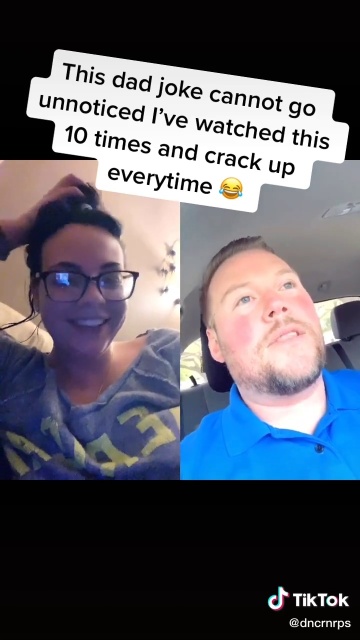 This dad joke cannot go
unnoticed I've watched this
10 times and crack up
everytime 😂
TikTok
@dncrnrps